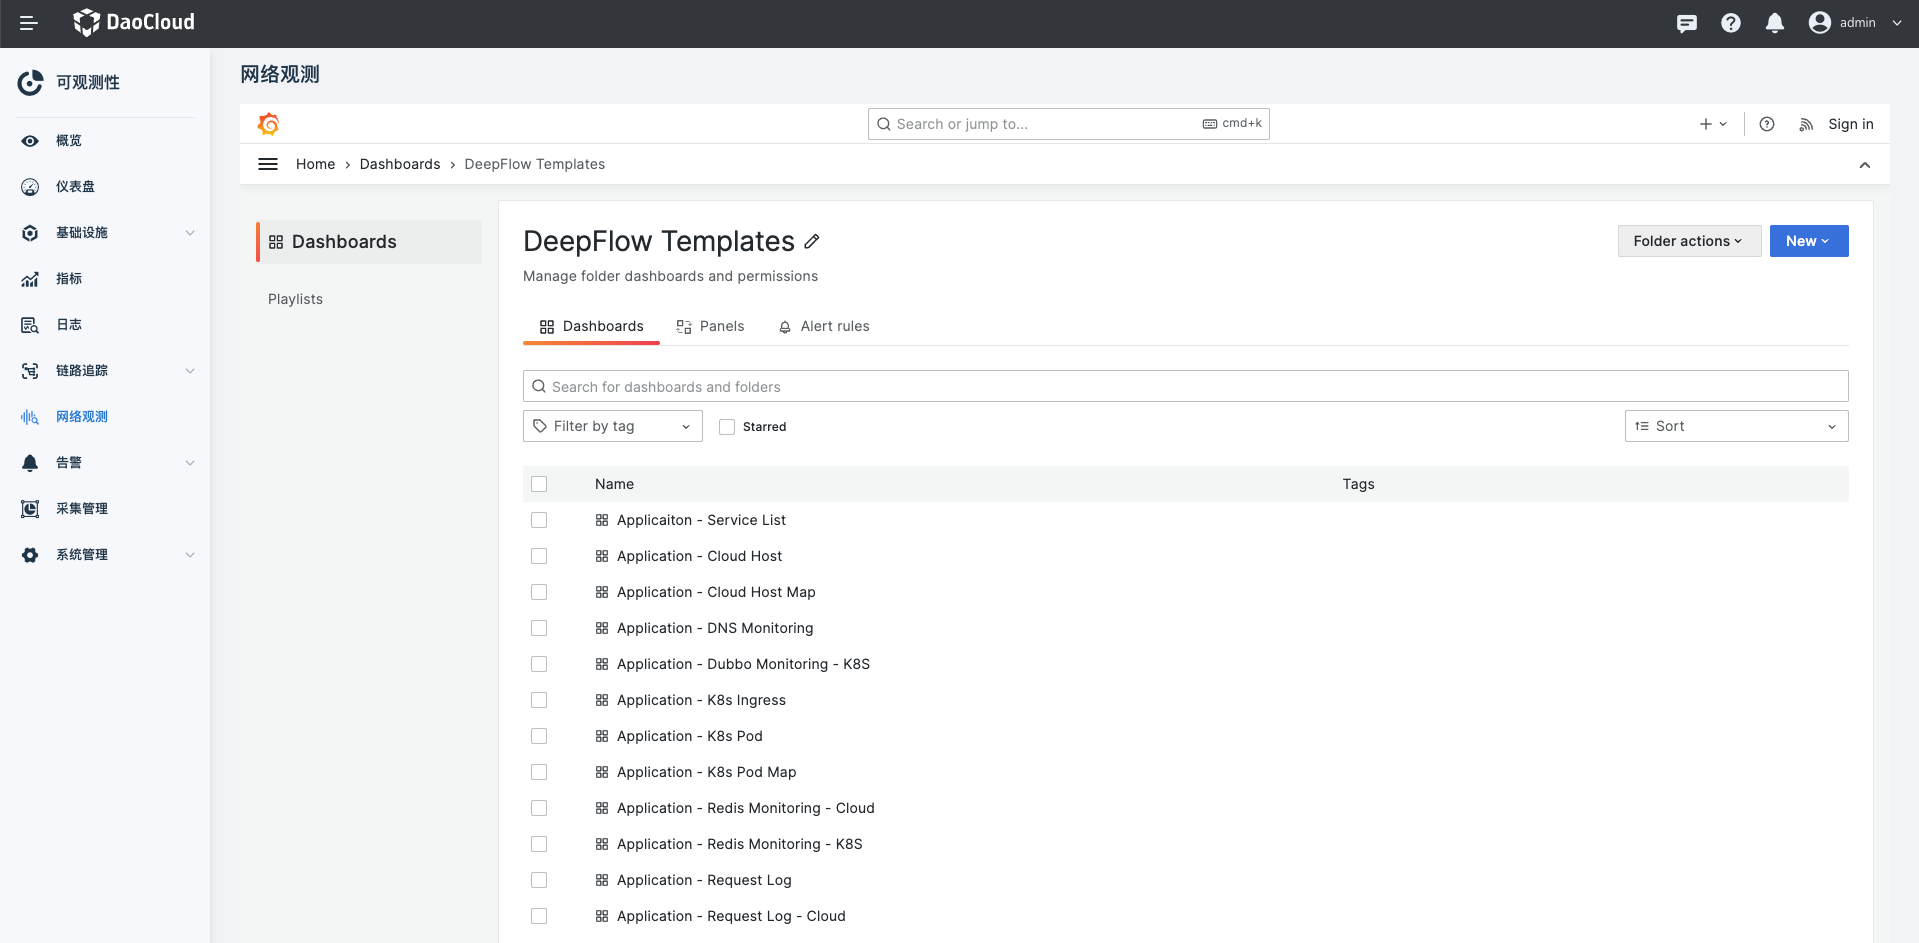 DaoCloud
admin
可观测性
概览
仪表盘
基础设施
指标
日志
链路追踪
网络观测
告警
采集管理
系统管理
网络观测
Search or jump to...
cmd+k
Sign in
Home › Dashboards › DeepFlow Templates
Dashboards
Playlists
DeepFlow Templates
Folder actions
New
Manage folder dashboards and permissions
Dashboards
Panels
Alert rules
Search for dashboards and folders
Filter by tag
Starred
Sort
Name Tags
Applicaiton - Service List
Application - Cloud Host
Application - Cloud Host Map
Application - DNS Monitoring
Application - Dubbo Monitoring - K8S
Application - K8s Ingress
Application - K8s Pod
Application - K8s Pod Map
Application - Redis Monitoring - Cloud
Application - Redis Monitoring - K8S
Application - Request Log
Application - Request Log - Cloud